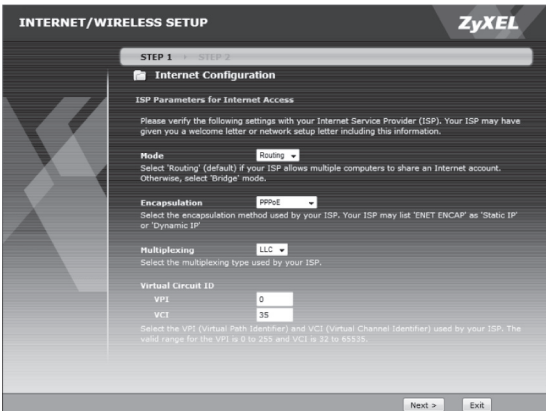 INTERNET/WIRELESS SETUP
ZyXEL
STEP 1 › STEP 2
Internet Configuration
ISP Parameters for Internet Access
Please verify the following settings with your Internet Service Provider (ISP). Your ISP may have
given you a welcome letter or network setup letter including this information.
Mode Routing
Select 'Routing' (default) if your ISP allows multiple computers to share an Internet account.
Otherwise, select 'Bridge' mode.
Encapsulation PPPoE
Select the encapsulation method used by your ISP. Your ISP may list 'ENET ENCAP' as 'Static IP'
or 'Dynamic IP'
Multiplexing LLC
Select the multiplexing type used by your ISP.
Virtual Circuit ID
VPI 0
VCI 35
Select the VPI (Virtual Path Identifier) and VCI (Virtual Channel Identifier) used by your ISP. The
valid range for the VPI is 0 to 255 and VCI is 32 to 65535.
Next > Exit